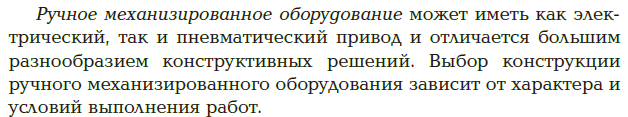 Ручное механизированное оборудование может иметь как элек-
трический, так и пневматический привод и отличается большим
разнообразием конструктивных решений. Выбор конструкции
ручного механизированного оборудования зависит от характера и
условий выполнения работ.